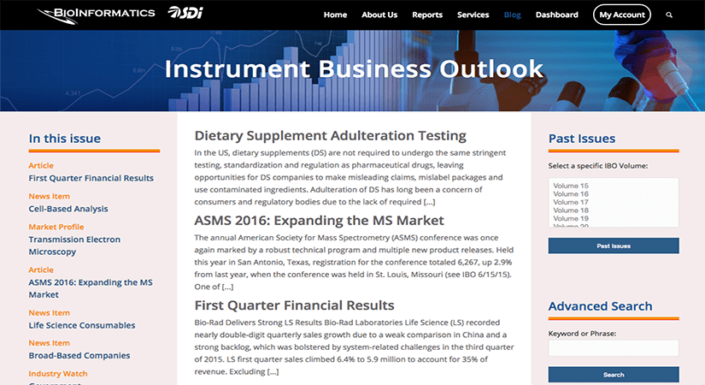 BIOINFORMATICS SDi
Home About Us Reports Services Blog Dashboard My Account
Instrument Business Outlook
In this issue
Article
First Quarter Financial Results
News Item
Cell-Based Analysis
Market Profile
Transmission Electron
Microscopy
Article
ASMS 2016: Expanding the MS
Market
News Item
Life Science Consumables
News Item
Broad-Based Companies
Industry Watch
Government
Dietary Supplement Adulteration Testing
In the US, dietary supplements (DS) are not required to undergo the same stringent
testing, standardization and regulation as pharmaceutical drugs, leaving
opportunities for DS companies to make misleading claims, mislabel packages and
use contaminated ingredients. Adulteration of DS has long been a concern of
consumers and regulatory bodies due to the lack of required [...]
ASMS 2016: Expanding the MS Market
The annual American Society for Mass Spectrometry (ASMS) conference was once
again marked by a robust technical program and multiple new product releases. Held
this year in San Antonio, Texas, registration for the conference totaled 6,267, up 2.9%
from last year, when the conference was held in St. Louis, Missouri (see IBO 6/15/15).
One of [...]
First Quarter Financial Results
Bio-Rad Delivers Strong LS Results Bio-Rad Laboratories Life Science (LS) recorded
nearly double-digit quarterly sales growth due to a weak comparison in China and a
strong backlog, which was bolstered by system-related challenges in the third quarter
of 2015. LS first quarter sales climbed 6.4% to 5.9 million to account for 35% of
revenue. Excluding [...]
Past Issues
Select a specific IBO Volume:
Volume 15
Volume 16
Volume 17
Volume 18
Volume 19
Volume 20
Past Issues
Advanced Search
Keyword or Phrase:
Search